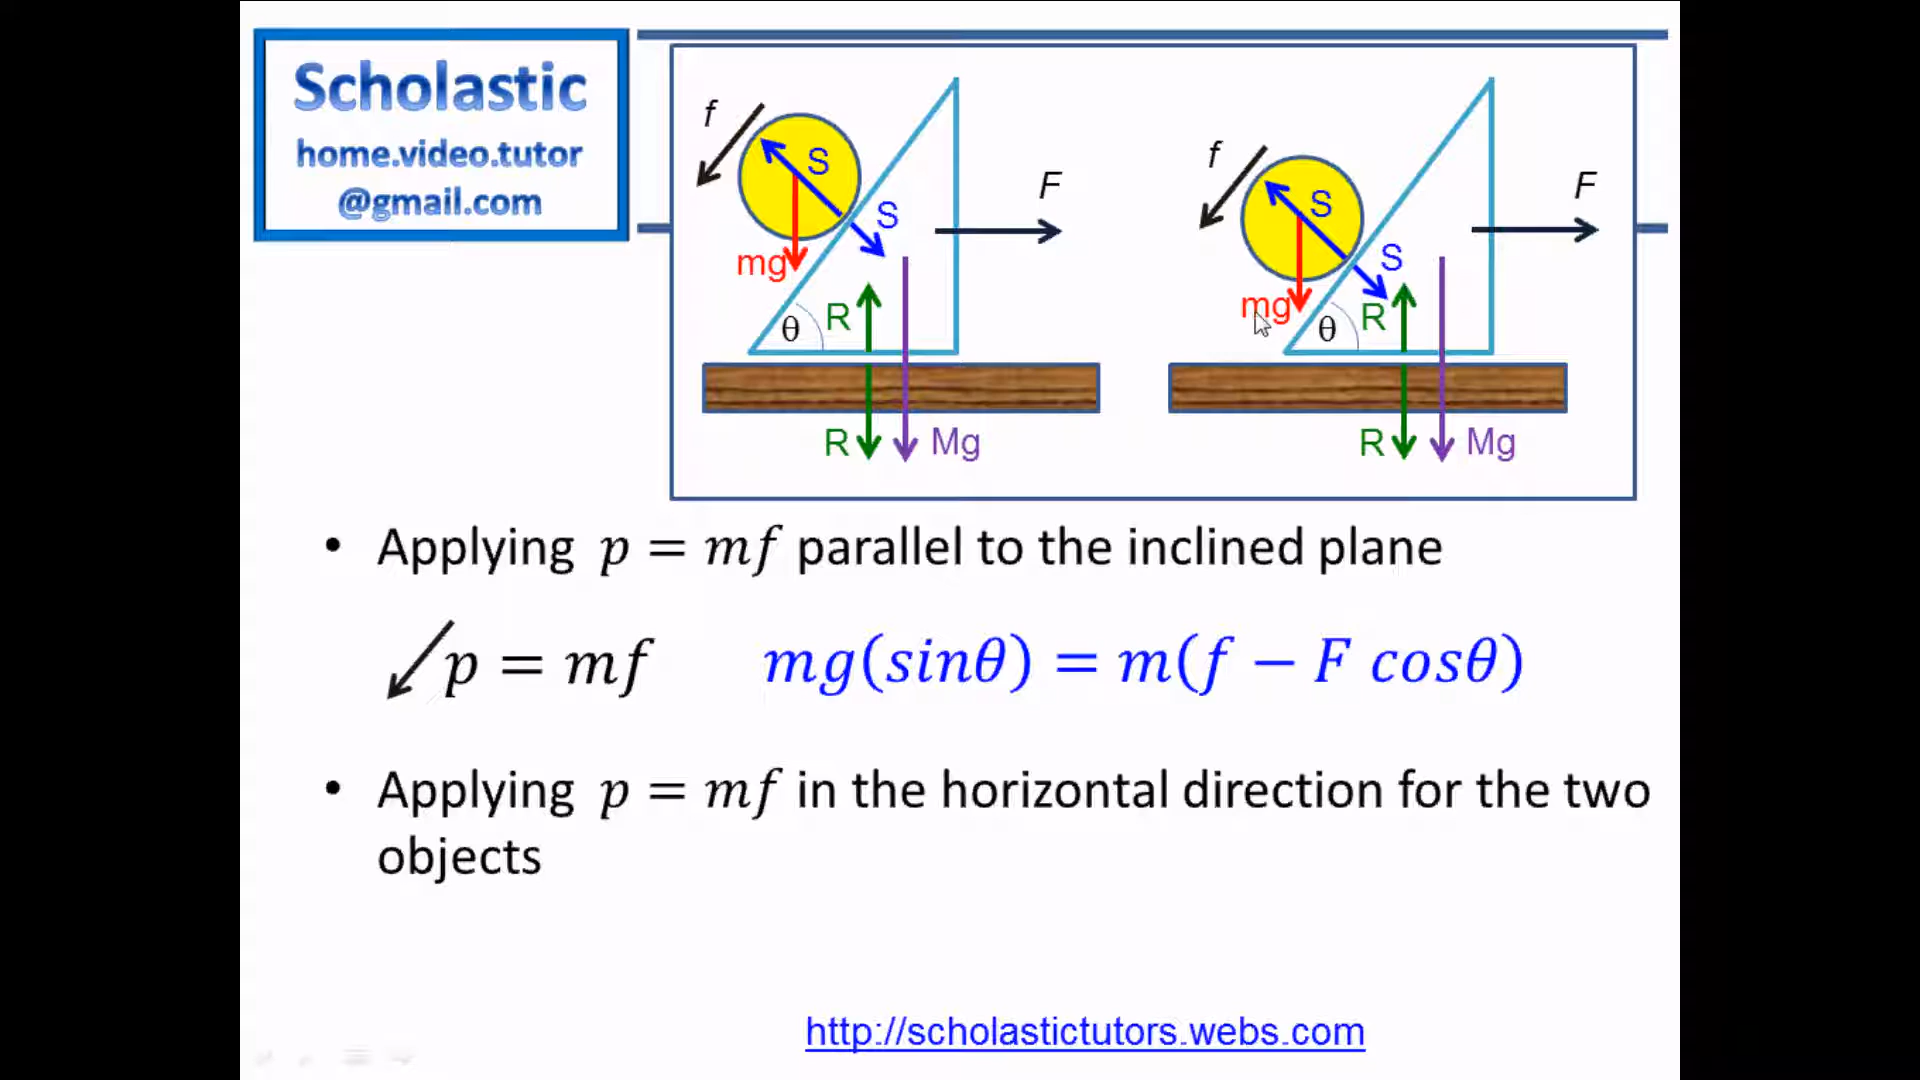 Scholastic
home.video.tutor
@gmail.com
f
S
S
F
mg
R
θ
R
Mg
f
S
S
F
mg
R
θ
R
Mg
• Applying p = mf parallel to the inclined plane
p = mf mg(sinθ) = m(f − F cosθ)
• Applying p = mf in the horizontal direction for the two
objects
http://scholastictutors.webs.com